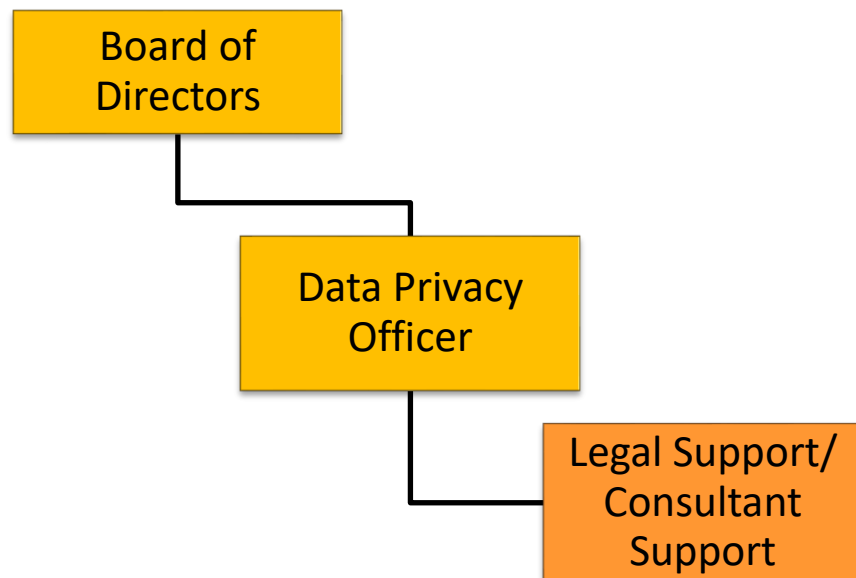 Board of
Directors
Data Privacy
Officer
Legal Support/
Consultant
Support